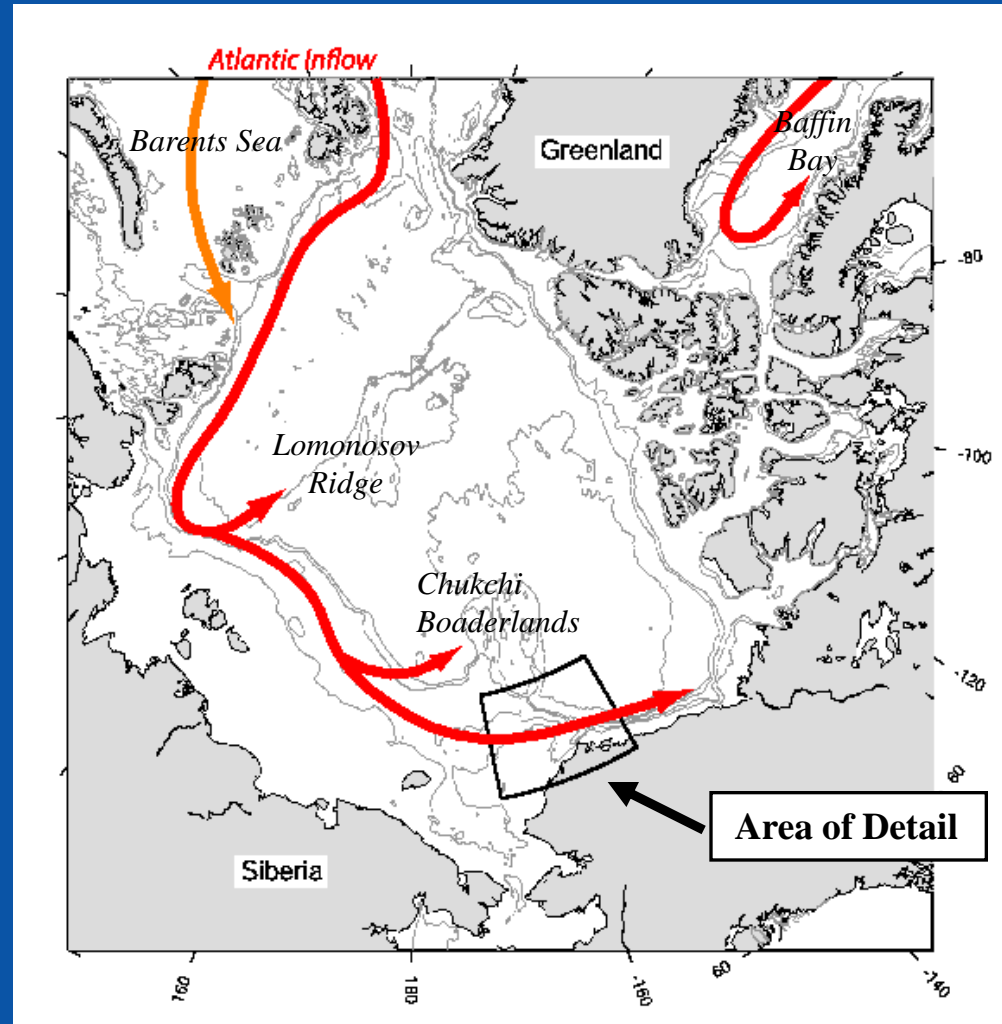 Atlantic Inflow
Barents Sea
Greenland
Baffin
Bay
-80
Lomonosov
Ridge
-100
Chukchi
Boaderlands
-120
60
Area of Detail
Siberia
160
180
-160
60
-140